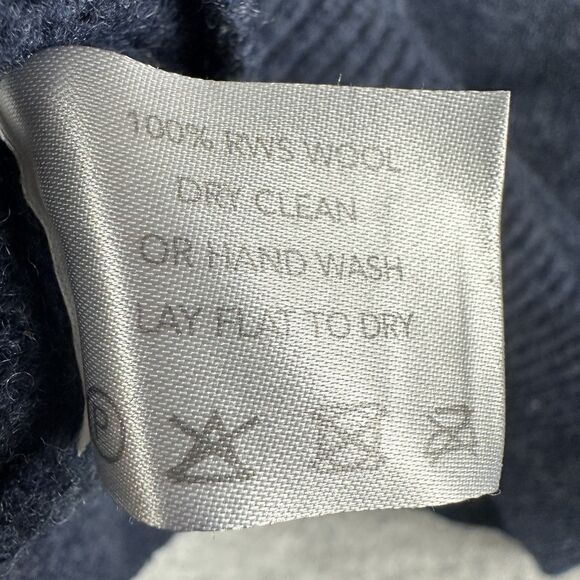 100% RWS WOOL
DRY CLEAN
OR HAND WASH
LAY FLAT TO DRY
P